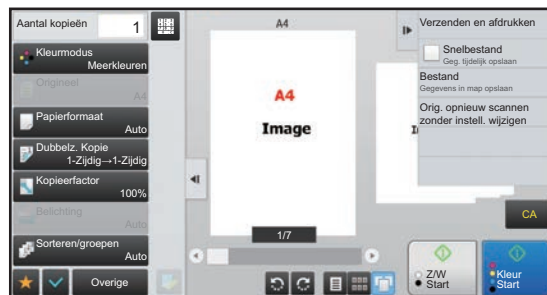 Aantal kopieën
1
Kleurmodus
Meerkleuren
Origineel
A4
Papierformaat
Auto
Dubbelz. Kopie
1-Zijdig→1-Zijdig
Kopieerfactor
100%
Belichting
Auto
Sorteren/groepen
Auto
Overige
A4
A4
Image
1/7
Verzenden en afdrukken
Snelbestand
Geg. tijdelijk opslaan
Bestand
Gegevens in map opslaan
Orig. opnieuw scannen
zonder instell. wijzigen
CA
Z/W
Start
Kleur
Start